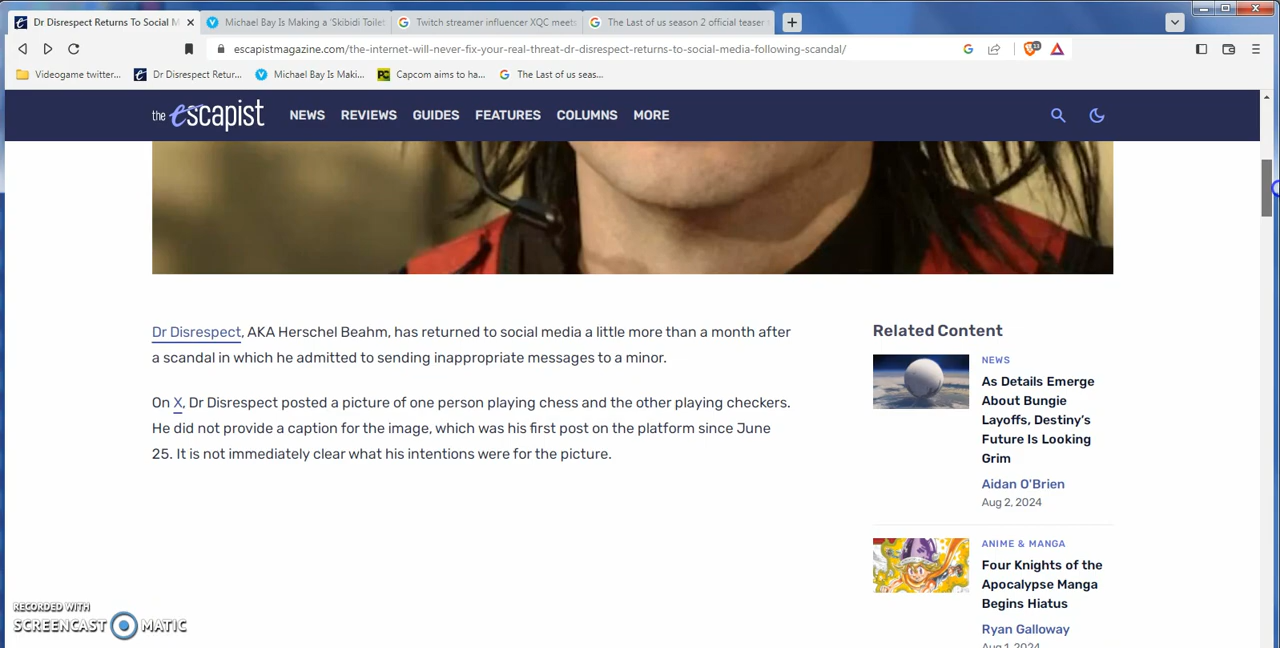 Dr Disrespect Returns To Social M
Michael Bay Is Making a 'Skibidi Toilet
Twitch streamer influencer XQC meets
The Last of us season 2 official teaser
escapistmagazine.com/the-internet-will-never-fix-your-real-threat-dr-disrespect-returns-to-social-media-following-scandal/
Videogame twitter...
Dr Disrespect Retur...
Michael Bay Is Maki...
Capcom aims to ha...
The Last of us seas...
the escapist
NEWS
REVIEWS
GUIDES
FEATURES
COLUMNS
MORE
Dr Disrespect, AKA Herschel Beahm, has returned to social media a little more than a month after
a scandal in which he admitted to sending inappropriate messages to a minor.
On X, Dr Disrespect posted a picture of one person playing chess and the other playing checkers.
He did not provide a caption for the image, which was his first post on the platform since June
25. It is not immediately clear what his intentions were for the picture.
Related Content
NEWS
As Details Emerge
About Bungie
Layoffs, Destiny's
Future Is Looking
Grim
Aidan O'Brien
Aug 2, 2024
ANIME & MANGA
Four Knights of the
Apocalypse Manga
Begins Hiatus
Ryan Galloway
Aug 1, 2024
RECORDED WITH
SCREENCAST MATIC